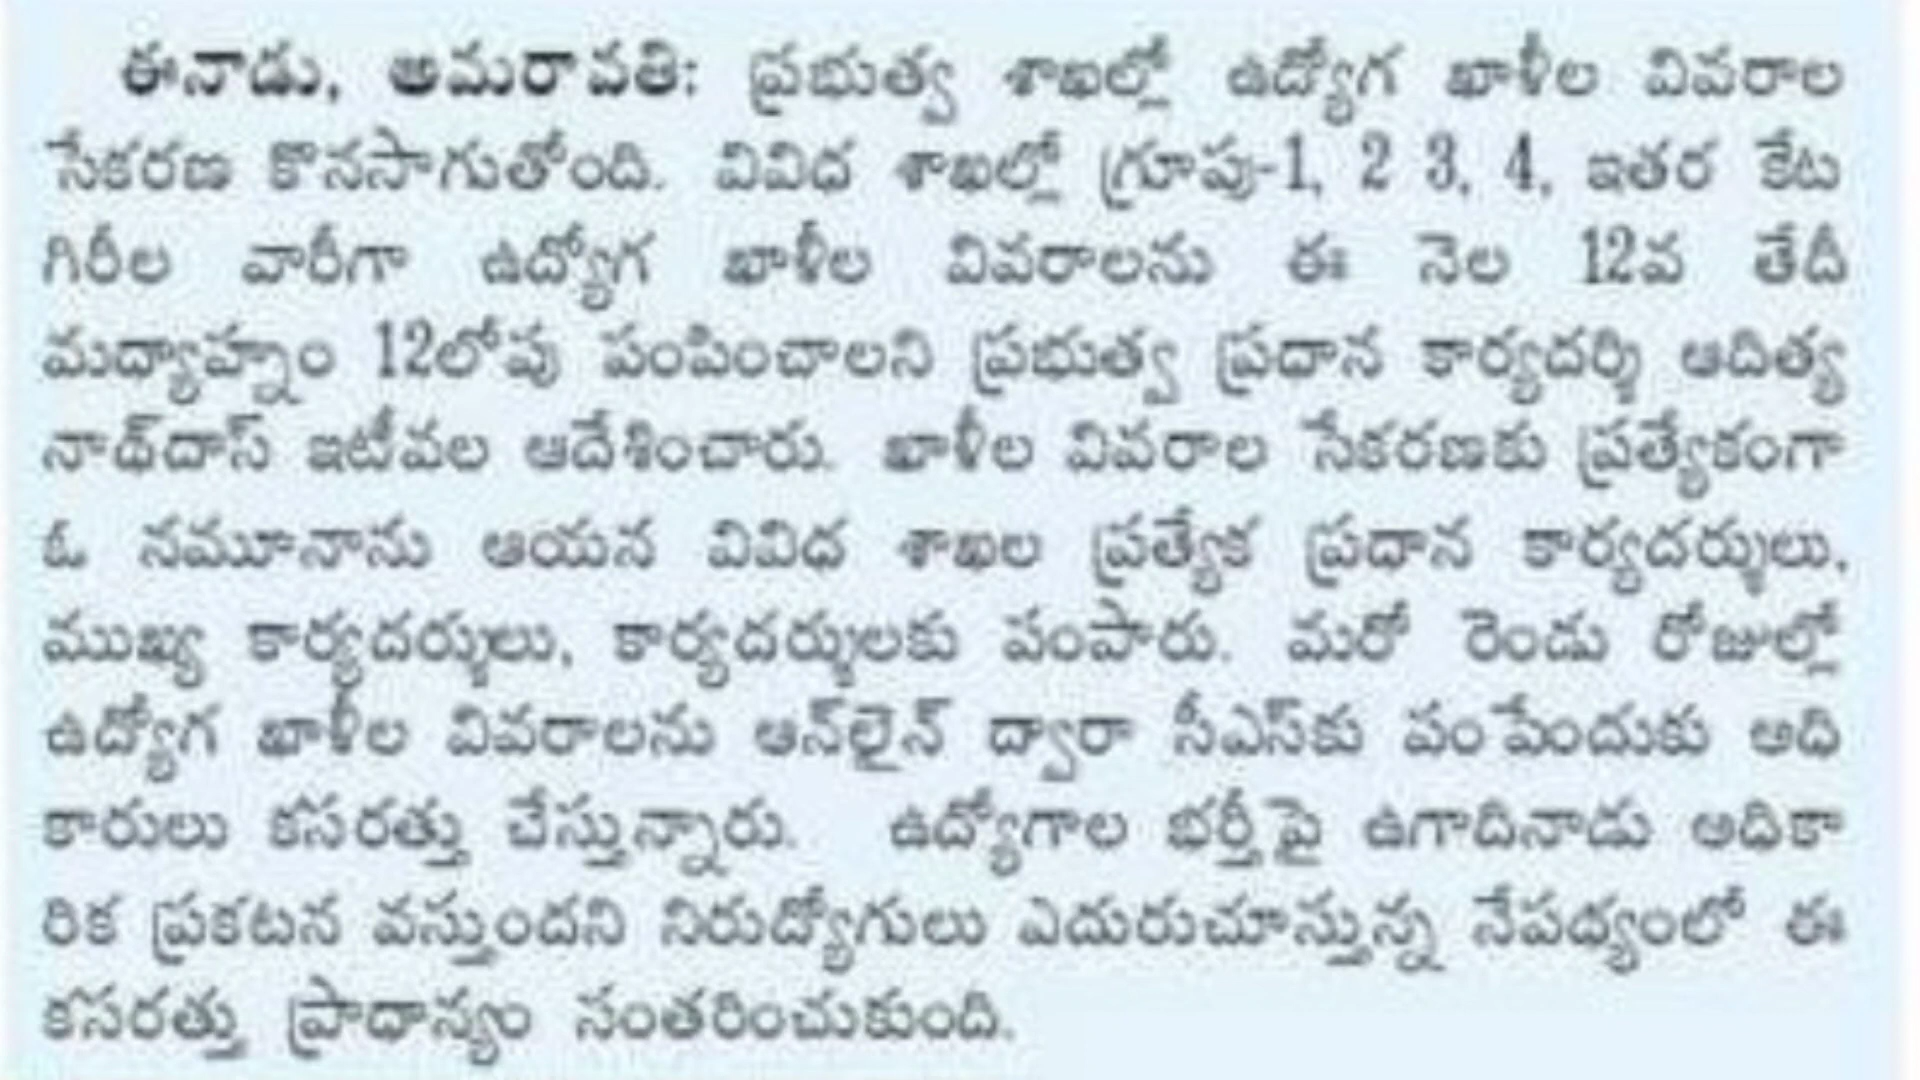 ఈనాడు, అమరావతి: ప్రభుత్వ శాఖల్లో ఉద్యోగ ఖాళీల వివరాల
సేకరణ కొనసాగుతోంది. వివిధ శాఖల్లో గ్రూపు-1, 2 3, 4, ఇతర కేట
గిరీల వారీగా ఉద్యోగ ఖాళీల వివరాలను ఈ నెల 12వ తేదీ
మధ్యాహ్నం 12లోపు పంపించాలని ప్రభుత్వ ప్రధాన కార్యదర్శి ఆదిత్య
నాథ్‌దాస్ ఇటీవల ఆదేశించారు. ఖాళీల వివరాల సేకరణకు ప్రత్యేకంగా
ఓ నమూనాను ఆయన వివిధ శాఖల ప్రత్యేక ప్రధాన కార్యదర్శులు,
ముఖ్య కార్యదర్శులు, కార్యదర్శులకు పంపారు. మరో రెండు రోజుల్లో
ఉద్యోగ ఖాళీల వివరాలను ఆన్‌లైన్ ద్వారా సీఎస్‌కు పంపేందుకు అధి
కారులు కసరత్తు చేస్తున్నారు. ఉద్యోగాల భర్తీపై ఉగాదినాడు అధికా
రిక ప్రకటన వస్తుందని నిరుద్యోగులు ఎదురుచూస్తున్న నేపథ్యంలో ఈ
కసరత్తు ప్రాధాన్యం సంతరించుకుంది.